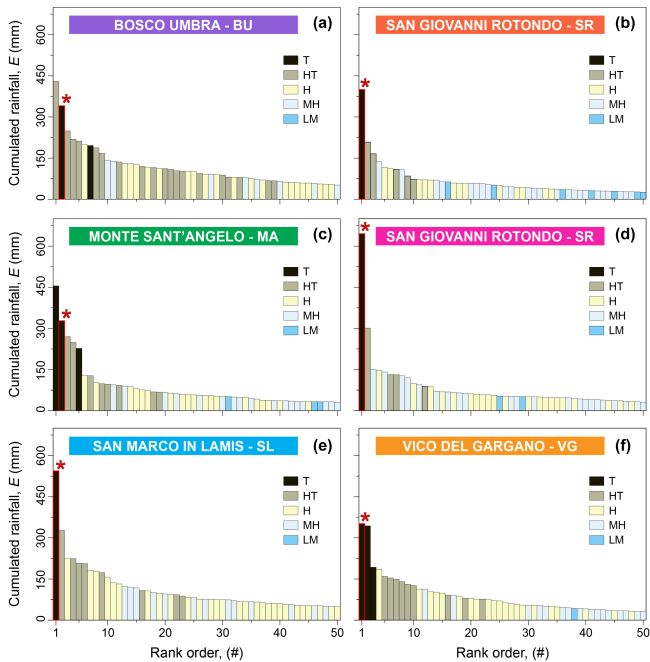 BOSCO UMBRA - BU (a)
SAN GIOVANNI ROTONDO - SR (b)
Cumulated rainfall, E (mm)
600
450
300
150
0
T
HT
H
MH
LM
*
T
HT
H
MH
LM
*
MONTE SANT'ANGELO - MA (c)
SAN GIOVANNI ROTONDO - SR (d)
Cumulated rainfall, E (mm)
600
450
300
150
0
T
HT
H
MH
LM
*
T
HT
H
MH
LM
*
SAN MARCO IN LAMIS - SL (e)
VICO DEL GARGANO - VG (f)
Cumulated rainfall, E (mm)
600
450
300
150
0
T
HT
H
MH
LM
*
T
HT
H
MH
LM
*
1 10 20 30 40 50
1 10 20 30 40 50
Rank order, (#)
Rank order, (#)